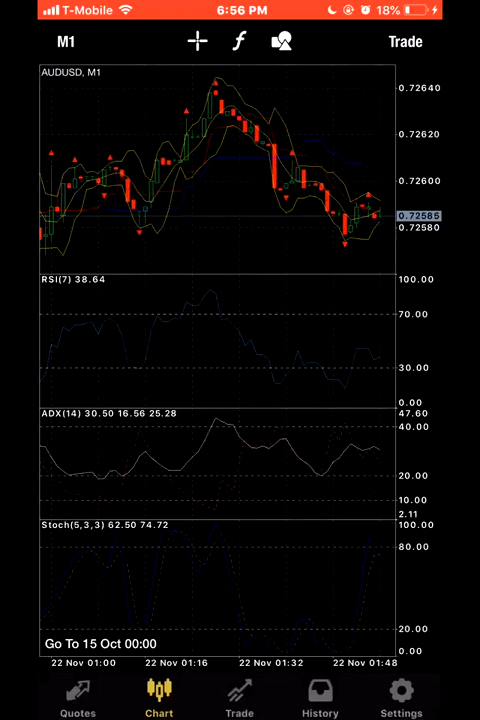 T-Mobile 6:56 PM 18%
M1 f Trade
AUDUSD, M1
0.72640
0.72620
0.72600
0.72585
0.72580
RSI(7) 38.64 100.00
70.00
30.00
0.00
ADX(14) 30.50 16.56 25.28 47.60
40.00
20.00
10.00
2.11
Stoch(5,3,3) 62.50 74.72 100.00
80.00
20.00
Go To 15 Oct 00:00 0.00
22 Nov 01:00 22 Nov 01:16 22 Nov 01:32 22 Nov 01:48
Quotes Chart Trade History Settings